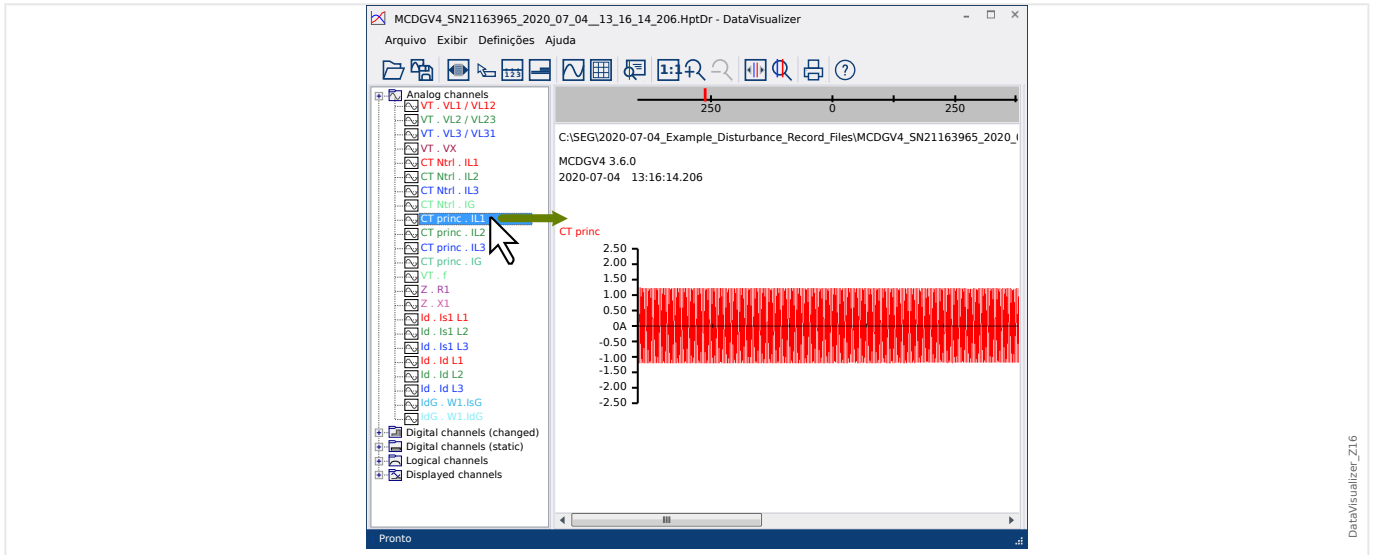 MCDGV4_SN21163965_2020_07_04__13_16_14_206.HptDr - DataVisualizer
Arquivo Exibir Definições Ajuda
1 2 3
1:1
Analog channels
VT . VL1 / VL12
VT . VL2 / VL23
VT . VL3 / VL31
VT . VX
CT Ntrl . IL1
CT Ntrl . IL2
CT Ntrl . IL3
CT Ntrl . IG
CT princ . IL1
CT princ . IL2
CT princ . IL3
CT princ . IG
VT . f
Z . R1
Z . X1
Id . Is1 L1
Id . Is1 L2
Id . Is1 L3
Id . Id L1
Id . Id L2
Id . Id L3
IdG . W1.IsG
IdG . W1.IdG
Digital channels (changed)
Digital channels (static)
Logical channels
Displayed channels
250 0 250
C:\SEG\2020-07-04_Example_Disturbance_Record_Files\MCDGV4_SN21163965_2020_
MCDGV4 3.6.0
2020-07-04 13:16:14.206
CT princ
2.50
2.00
1.50
1.00
0.50
0A
-0.50
-1.00
-1.50
-2.00
-2.50
Pronto
DataVisualizer_Z16